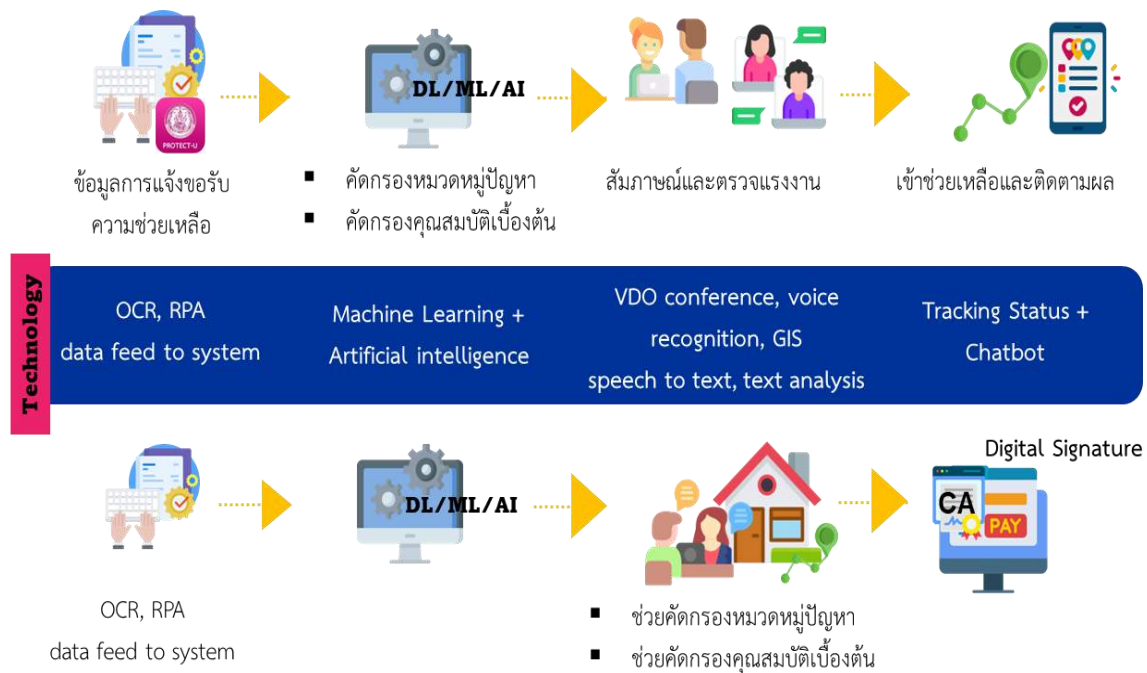 PROTECT-U
DL/ML/AI
ข้อมูลการแจ้งขอรับ
ความช่วยเหลือ
▪ คัดกรองหมวดหมู่ปัญหา
▪ คัดกรองคุณสมบัติเบื้องต้น
สัมภาษณ์และตรวจแรงงาน
เข้าช่วยเหลือและติดตามผล
Technology
OCR, RPA
data feed to system
Machine Learning +
Artificial intelligence
VDO conference, voice
recognition, GIS
speech to text, text analysis
Tracking Status +
Chatbot
DL/ML/AI
Digital Signature
CA
PAY
OCR, RPA
data feed to system
▪ ช่วยคัดกรองหมวดหมู่ปัญหา
▪ ช่วยคัดกรองคุณสมบัติเบื้องต้น